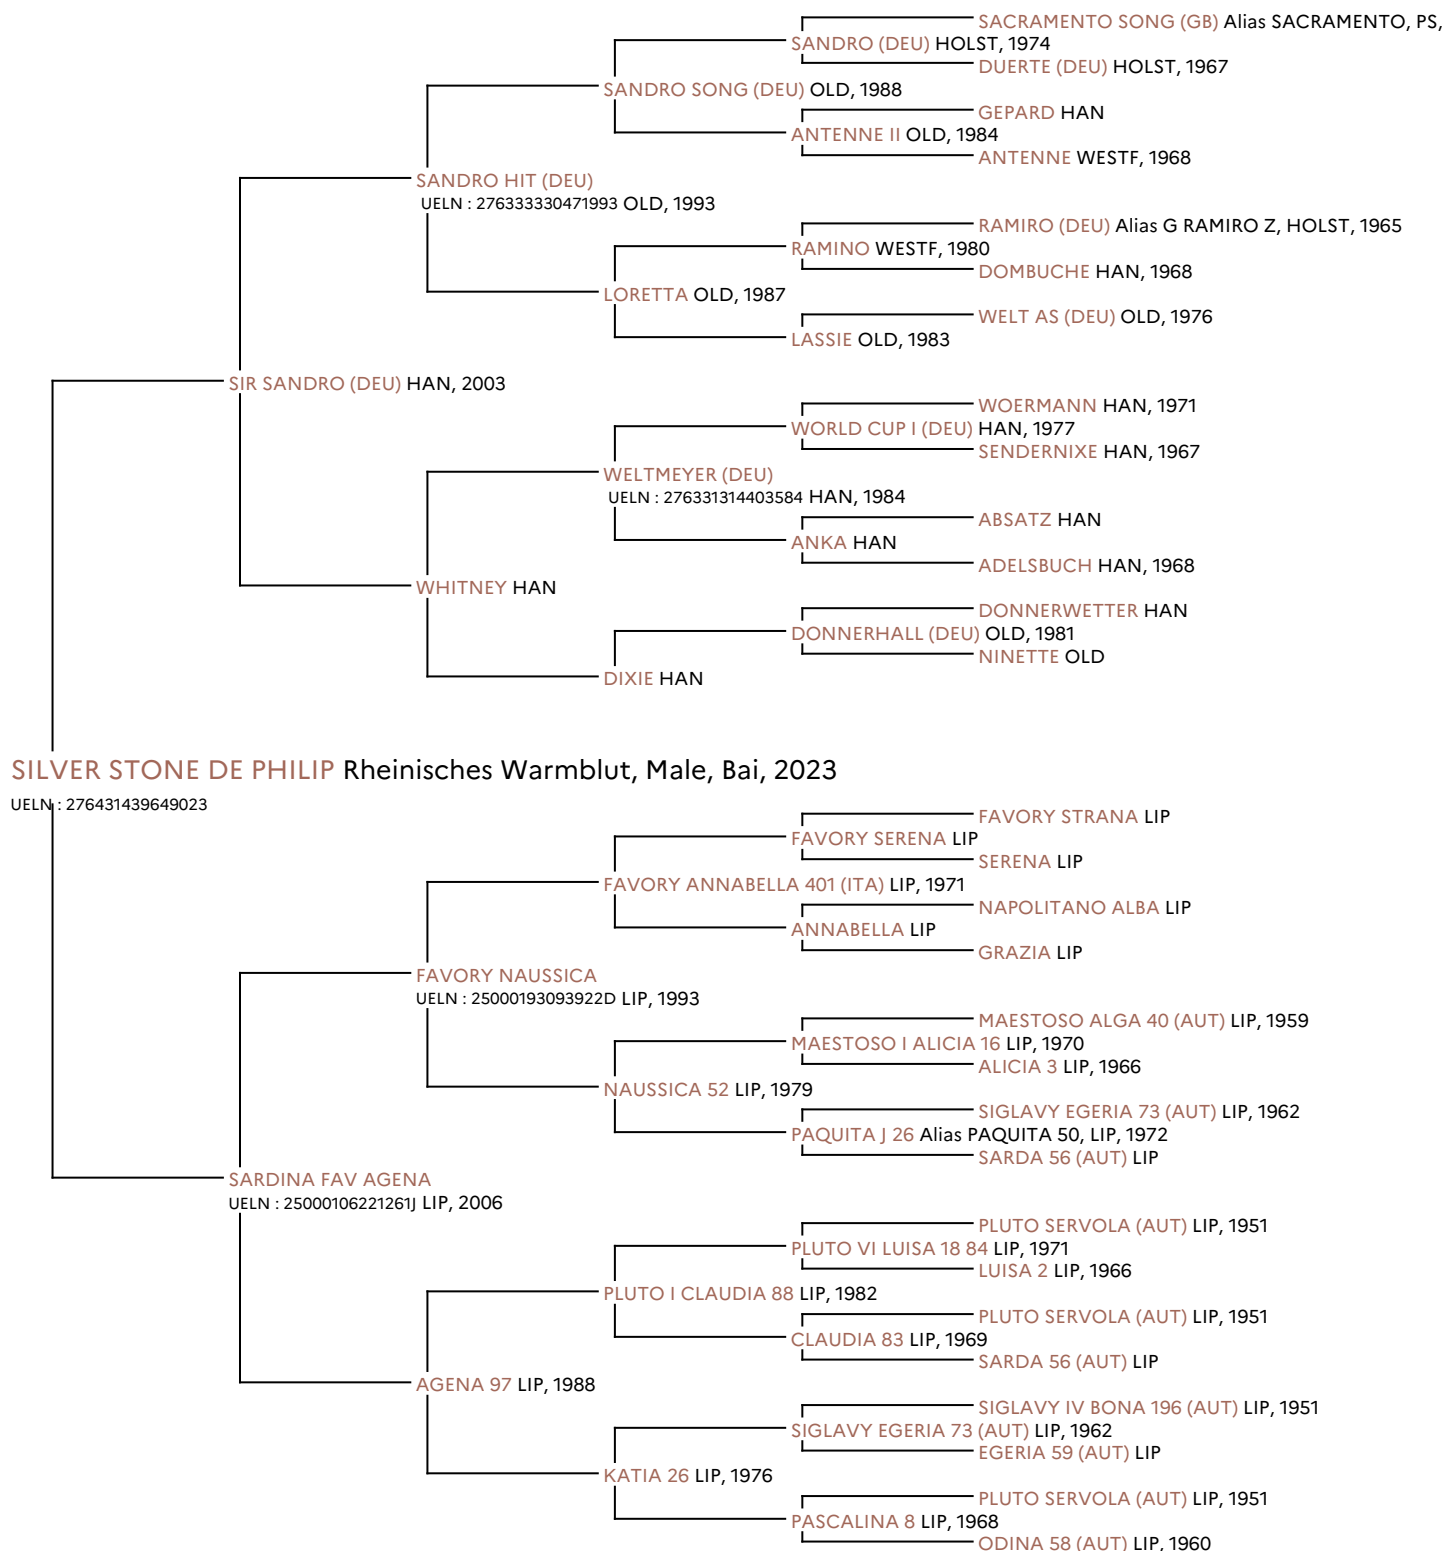 SACRAMENTO SONG (GB) Alias SACRAMENTO, PS,
SANDRO (DEU) HOLST, 1974
DUERTE (DEU) HOLST, 1967
SANDRO SONG (DEU) OLD, 1988
GEPARD HAN
ANTENNE II OLD, 1984
ANTENNE WESTF, 1968
SANDRO HIT (DEU)
UELN : 276333330471993 OLD, 1993
RAMIRO (DEU) Alias G RAMIRO Z, HOLST, 1965
RAMINO WESTF, 1980
DOMBUCHE HAN, 1968
LORETTA OLD, 1987
WELT AS (DEU) OLD, 1976
LASSIE OLD, 1983
SIR SANDRO (DEU) HAN, 2003
WOERMANN HAN, 1971
WORLD CUP I (DEU) HAN, 1977
SENDERNIXE HAN, 1967
WELTMEYER (DEU)
UELN : 276331314403584 HAN, 1984
ABSATZ HAN
ANKA HAN
ADELSBUCH HAN, 1968
WHITNEY HAN
DONNERWETTER HAN
DONNERHALL (DEU) OLD, 1981
NINETTE OLD
DIXIE HAN
SILVER STONE DE PHILIP Rheinisches Warmblut, Male, Bai, 2023
UELN : 276431439649023
FAVORY STRANA LIP
FAVORY SERENA LIP
SERENA LIP
FAVORY ANNABELLA 401 (ITA) LIP, 1971
NAPOLITANO ALBA LIP
ANNABELLA LIP
GRAZIA LIP
FAVORY NAUSSICA
UELN : 25000193093922D LIP, 1993
MAESTOSO ALGA 40 (AUT) LIP, 1959
MAESTOSO I ALICIA 16 LIP, 1970
ALICIA 3 LIP, 1966
NAUSSICA 52 LIP, 1979
SIGLAVY EGERIA 73 (AUT) LIP, 1962
PAQUITA J 26 Alias PAQUITA 50, LIP, 1972
SARDA 56 (AUT) LIP
SARDINA FAV AGENA
UELN : 25000106221261J LIP, 2006
PLUTO SERVOLA (AUT) LIP, 1951
PLUTO VI LUISA 18 84 LIP, 1971
LUISA 2 LIP, 1966
PLUTO I CLAUDIA 88 LIP, 1982
PLUTO SERVOLA (AUT) LIP, 1951
CLAUDIA 83 LIP, 1969
SARDA 56 (AUT) LIP
AGENA 97 LIP, 1988
SIGLAVY IV BONA 196 (AUT) LIP, 1951
SIGLAVY EGERIA 73 (AUT) LIP, 1962
EGERIA 59 (AUT) LIP
KATIA 26 LIP, 1976
PLUTO SERVOLA (AUT) LIP, 1951
PASCALINA 8 LIP, 1968
ODINA 58 (AUT) LIP, 1960